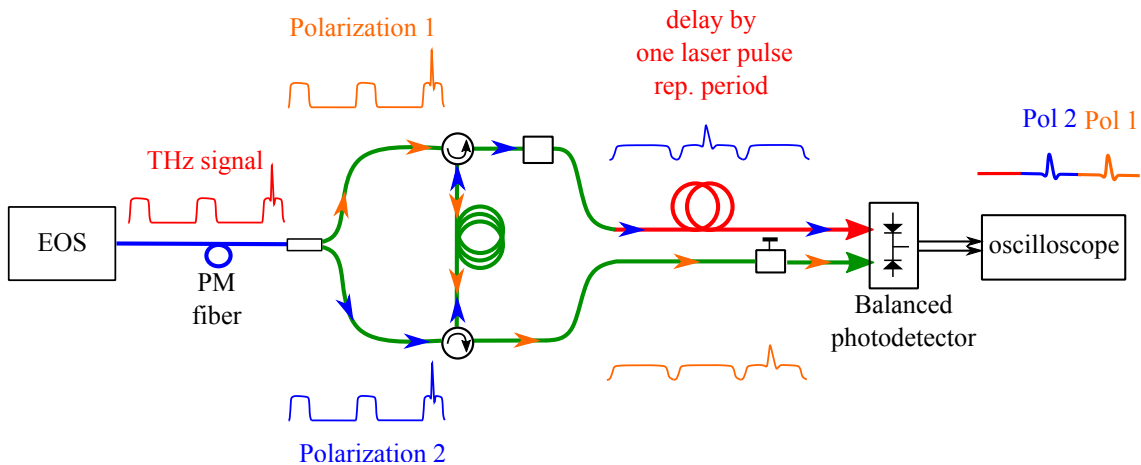 Polarization 1
delay by
one laser pulse
rep. period
Pol 2 Pol 1
THz signal
EOS
PM
fiber
oscilloscope
Balanced
photodetector
Polarization 2